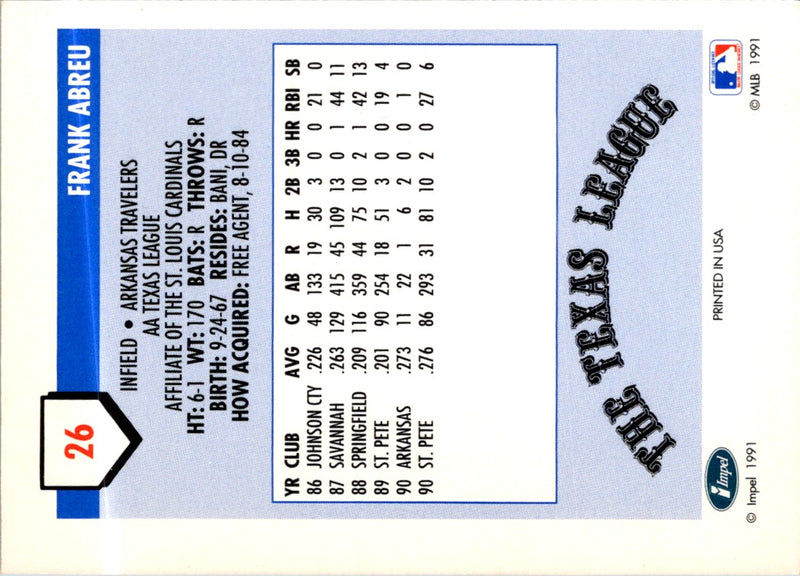 26
FRANK ABREU
INFIELD • ARKANSAS TRAVELERS
AA TEXAS LEAGUE
AFFILIATE OF THE ST. LOUIS CARDINALS
HT: 6-1 WT: 170 BATS: R THROWS: R
BIRTH: 9-24-67 RESIDES: BANI, DR
HOW ACQUIRED: FREE AGENT, 8-10-84
YR CLUB AVG G AB R H 2B 3B HR RBI SB
86 JOHNSON CTY .226 48 133 19 30 3 0 0 21 0
87 SAVANNAH .263 129 415 45 109 13 0 1 44 11
88 SPRINGFIELD .209 116 359 44 75 10 2 1 42 13
89 ST. PETE .201 90 254 18 51 3 0 0 19 4
90 ARKANSAS .273 11 22 1 6 2 0 0 1 0
90 ST. PETE .276 86 293 31 81 10 2 0 27 6
THE TEXAS LEAGUE
Impel
© Impel 1991
PRINTED IN USA
© MLB 1991